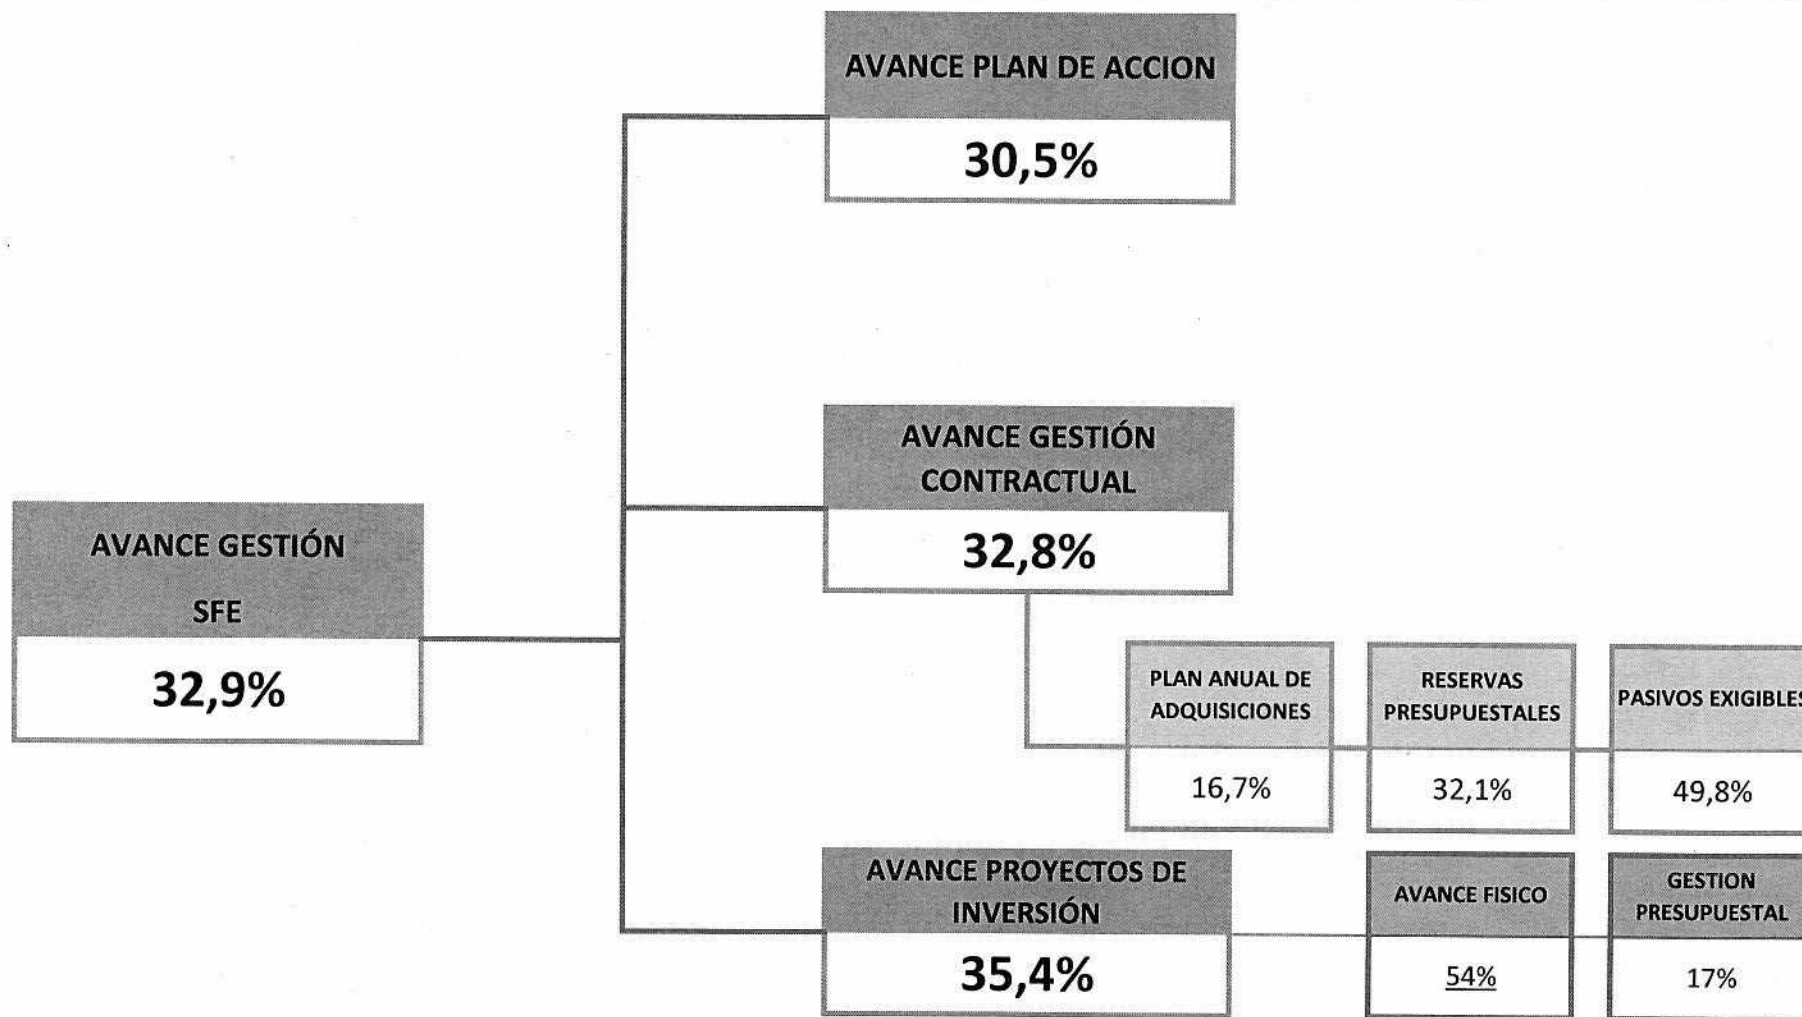 AVANCE PLAN DE ACCION
30,5%
AVANCE GESTIÓN
CONTRACTUAL
32,8%
AVANCE GESTIÓN
SFE
32,9%
PLAN ANUAL DE
ADQUISICIONES
16,7%
RESERVAS
PRESUPUESTALES
32,1%
PASIVOS EXIGIBLES
49,8%
AVANCE PROYECTOS DE
INVERSIÓN
35,4%
AVANCE FISICO
54%
GESTION
PRESUPUESTAL
17%